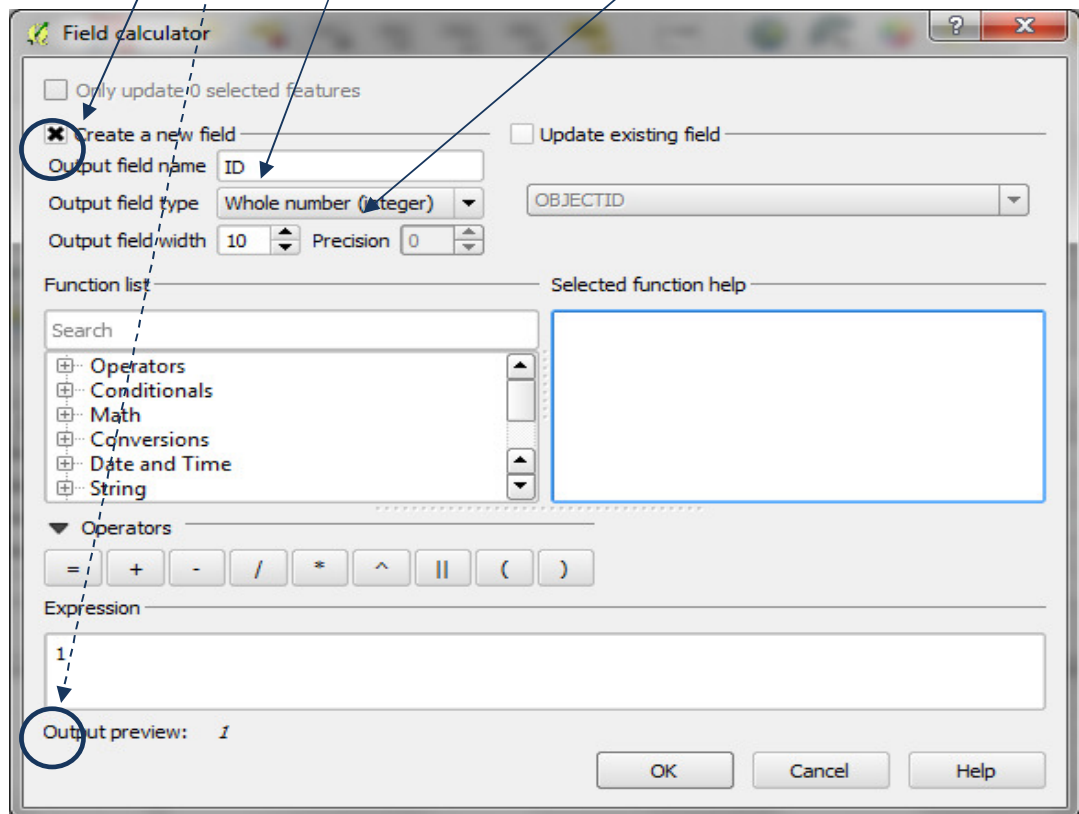 Field calculator
Only update 0 selected features
Create a new field
Update existing field
Output field name ID
Output field type Whole number (integer)
OBJECTID
Output field width 10 Precision 0
Function list
Selected function help
Search
Operators
Conditionals
Math
Conversions
Date and Time
String
Operators
= + - / * ^ || ( )
Expression
1
Output preview: 1
OK Cancel Help